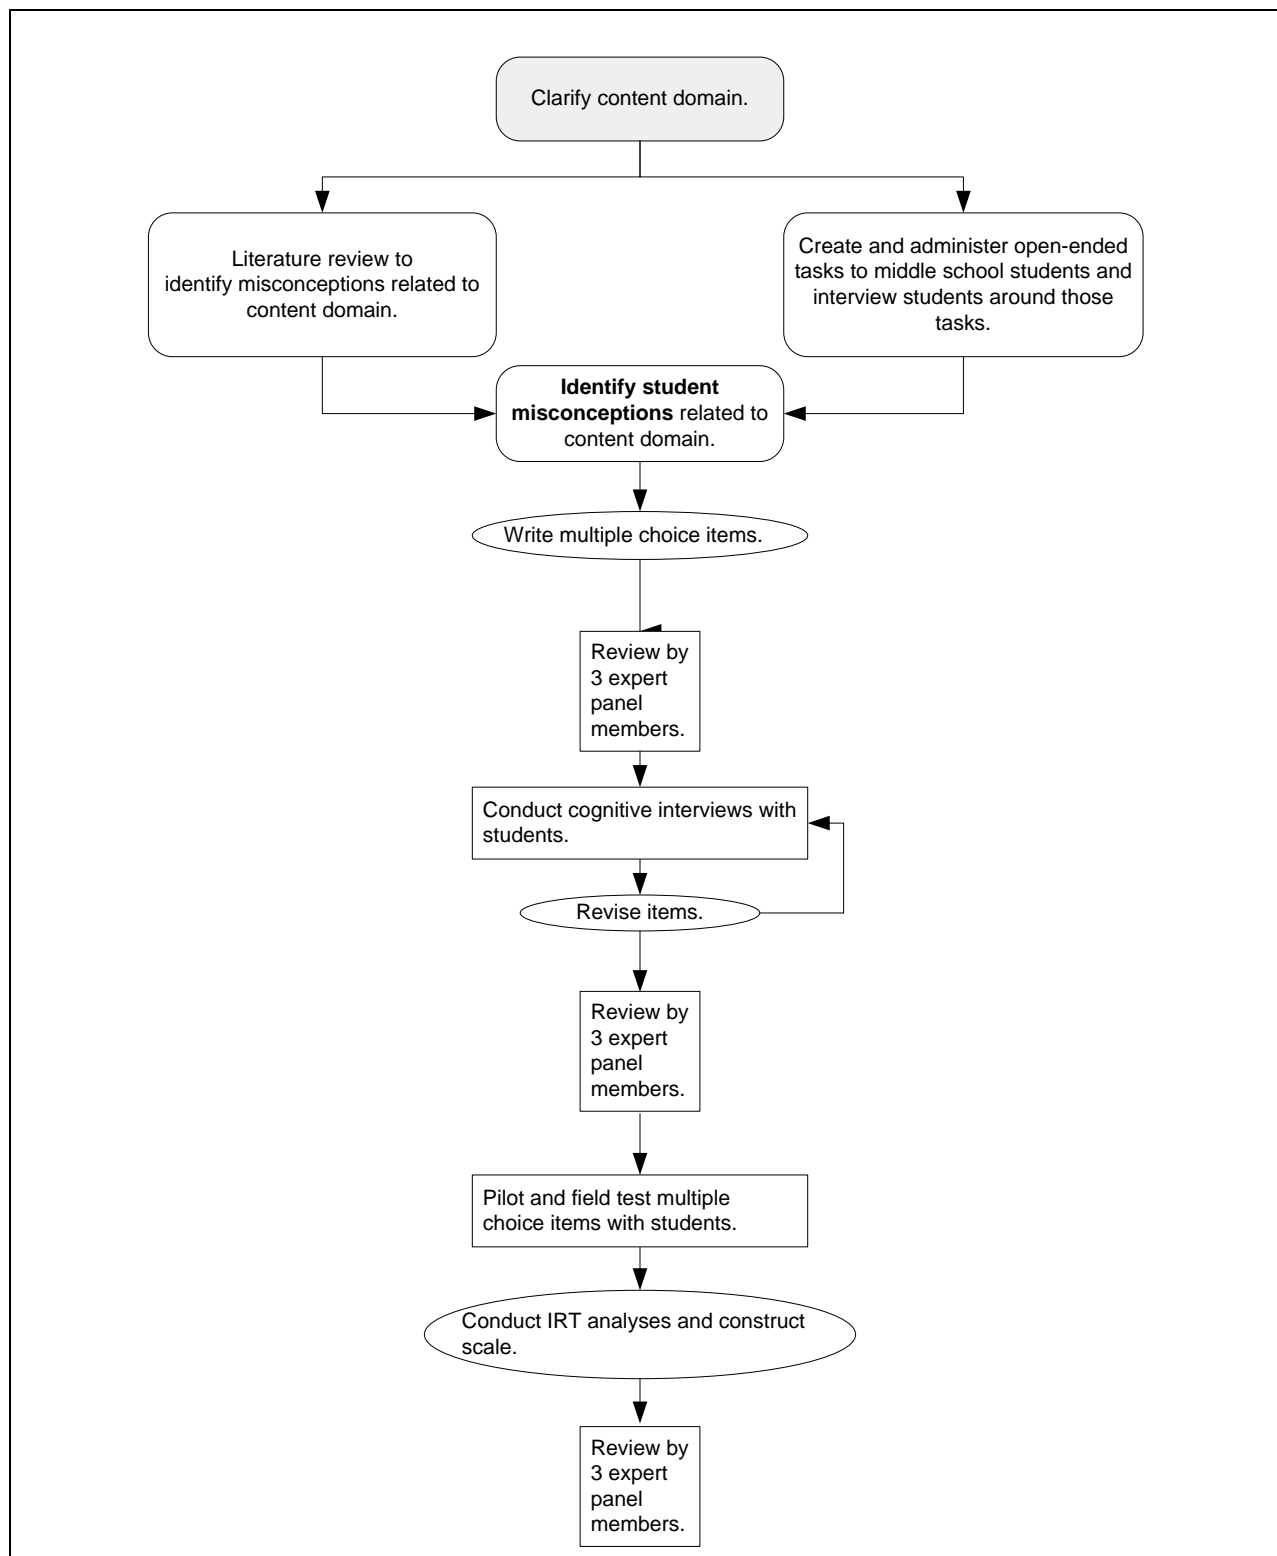 Clarify content domain.
Literature review to
identify misconceptions related to
content domain.
Create and administer open-ended
tasks to middle school students and
interview students around those
tasks.
Identify student
misconceptions related to
content domain.
Write multiple choice items.
Review by
3 expert
panel
members.
Conduct cognitive interviews with
students.
Revise items.
Review by
3 expert
panel
members.
Pilot and field test multiple
choice items with students.
Conduct IRT analyses and construct
scale.
Review by
3 expert
panel
members.